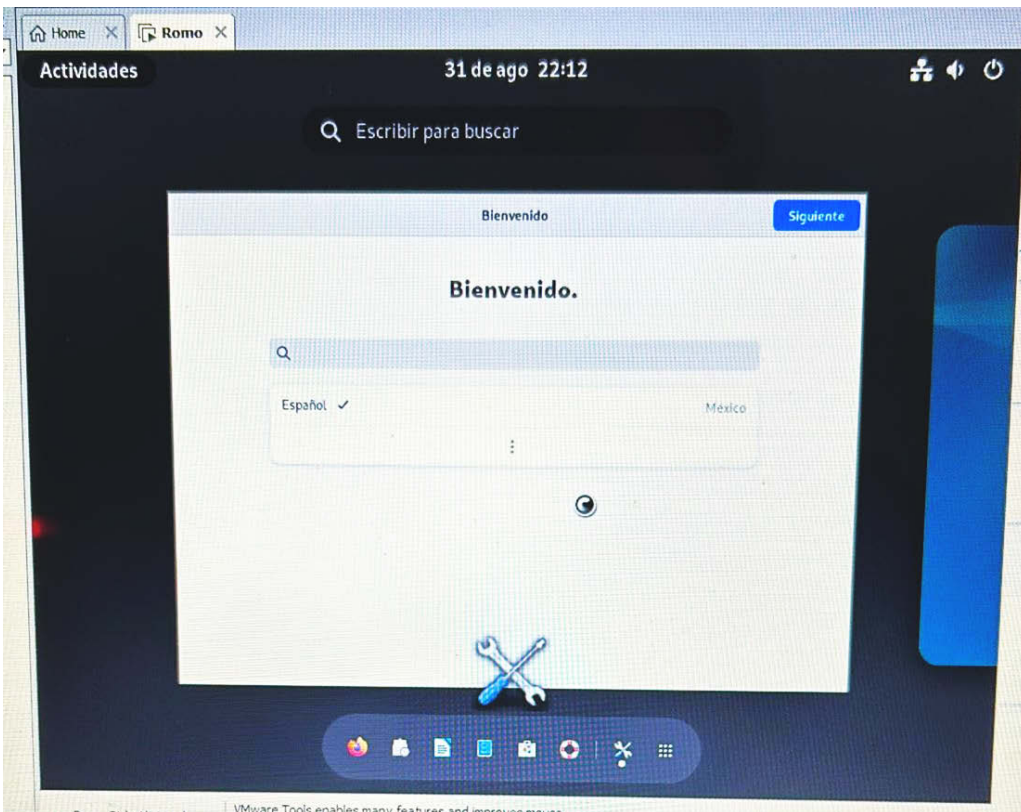 Home
Romo
Actividades
31 de ago 22:12
Escribir para buscar
Bienvenido
Siguiente
Bienvenido.
Español
México
VMware Tools enables many features and improves mouse